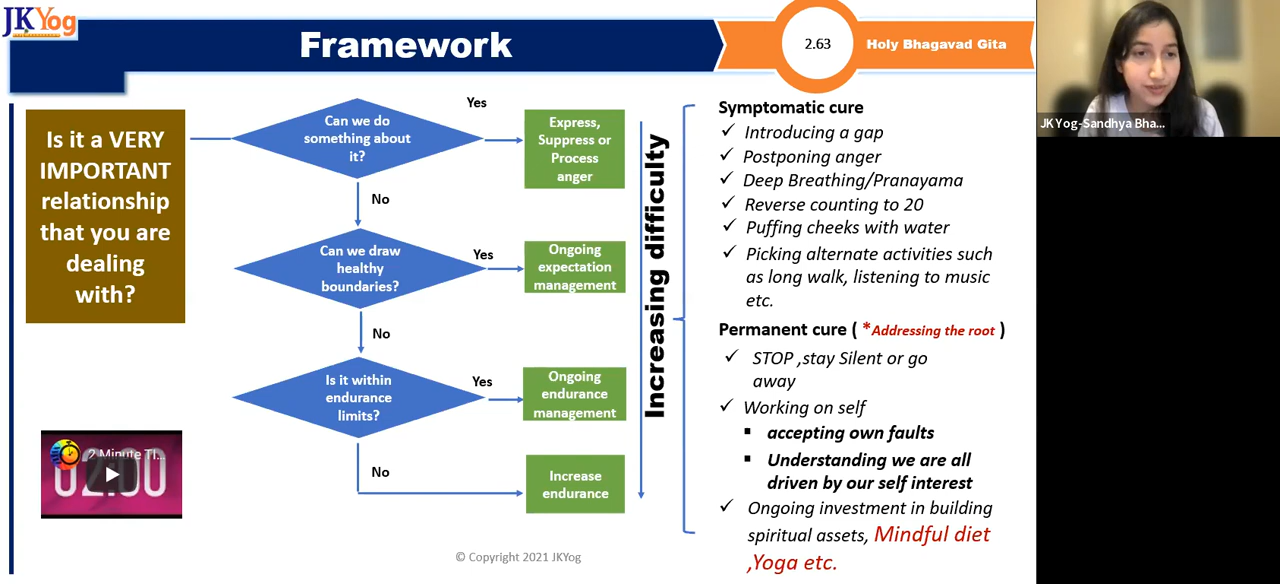 JKYog
Framework
2.63
Holy Bhagavad Gita
JKYog-Sandhya Bha...
Is it a VERY
IMPORTANT
relationship
that you are
dealing
with?
Can we do
something about
it?
Yes
Express,
Suppress or
Process
anger
No
Can we draw
healthy
boundaries?
Yes
Ongoing
expectation
management
No
Is it within
endurance
limits?
Yes
Ongoing
endurance
management
No
Increase
endurance
Increasing difficulty
Symptomatic cure
✓ Introducing a gap
✓ Postponing anger
✓ Deep Breathing/Pranayama
✓ Reverse counting to 20
✓ Puffing cheeks with water
✓ Picking alternate activities such
as long walk, listening to music
etc.
Permanent cure ( *Addressing the root )
✓ STOP ,stay Silent or go
away
✓ Working on self
▪ accepting own faults
▪ Understanding we are all
driven by our self interest
✓ Ongoing investment in building
spiritual assets, Mindful diet
,Yoga etc.
2 Minute TI...
02:00
© Copyright 2021 JKYog